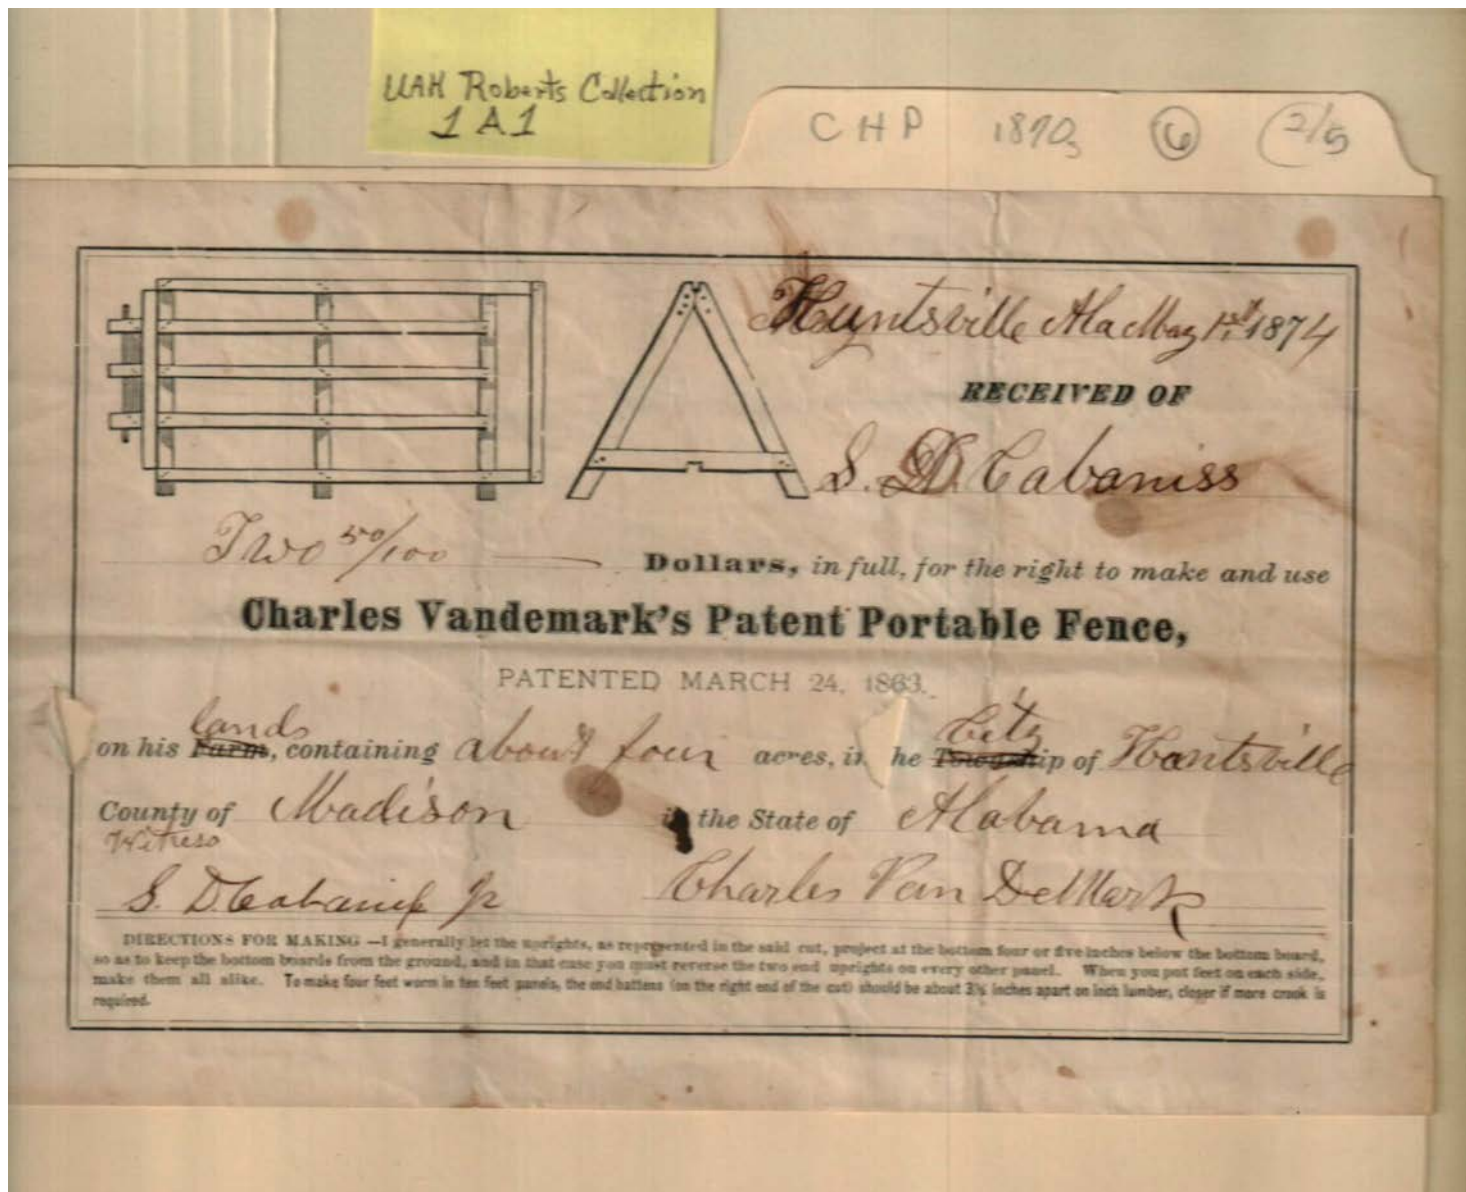 UAH Roberts Collection
1 A 1
CHP 1870s 6 2/5
Huntsville Ala May 1st 1874
RECEIVED OF
S. D. Cabaniss
Two 50/100 Dollars, in full, for the right to make and use
Charles Vandemark's Patent Portable Fence,
PATENTED MARCH 24, 1863.
lands City
on his Farm, containing about four acres, in he Township of Huntsville
County of Madison in the State of Alabama
Witness
S. D. Cabaniss Jr Charles Van DeMark
DIRECTIONS FOR MAKING —I generally let the uprights, as represented in the said cut, project at the bottom four or five inches below the bottom board,
so as to keep the bottom boards from the ground, and in that case you must reverse the two end uprights on every other panel. When you put feet on each side,
make them all alike. To make four feet worm in ten feet panels, the end battens (on the right end of the cut) should be about 3½ inches apart on inch lumber, closer if more crook is
required.